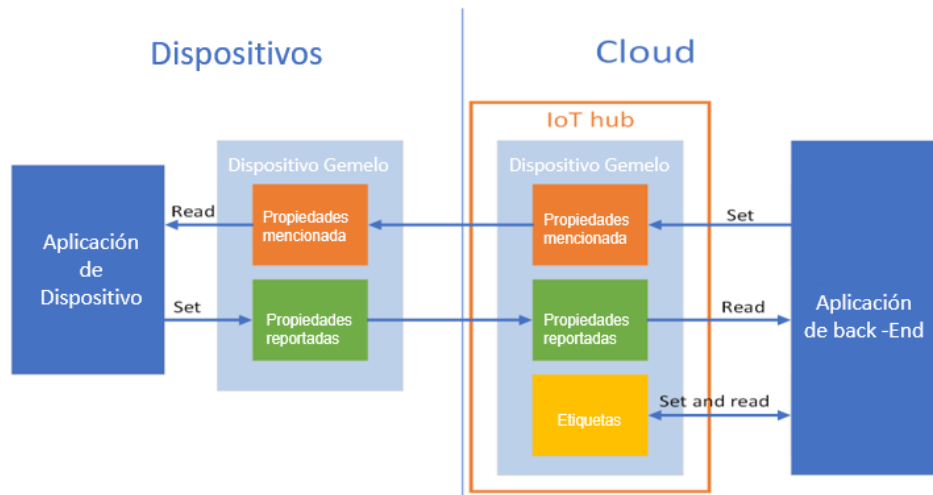 Dispositivos
Cloud
IoT hub
Dispositivo Gemelo
Dispositivo Gemelo
Read
Propiedades
mencionada
Propiedades
mencionada
Set
Aplicación
de
Dispositivo
Set
Propiedades
reportadas
Propiedades
reportadas
Read
Aplicación
de back -End
Etiquetas
Set and read